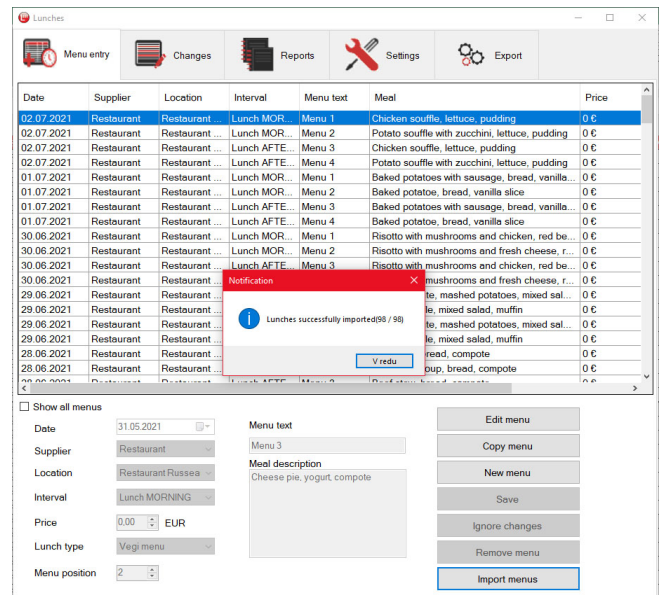 Lunches
Menu entry Changes Reports Settings Export
Date Supplier Location Interval Menu text Meal Price
02.07.2021 Restaurant Restaurant ... Lunch MOR... Menu 1 Chicken souffle, lettuce, pudding 0 €
02.07.2021 Restaurant Restaurant ... Lunch MOR... Menu 2 Potato souffle with zucchini, lettuce, pudding 0 €
02.07.2021 Restaurant Restaurant ... Lunch AFTE... Menu 3 Chicken souffle, lettuce, pudding 0 €
02.07.2021 Restaurant Restaurant ... Lunch AFTE... Menu 4 Potato souffle with zucchini, lettuce, pudding 0 €
01.07.2021 Restaurant Restaurant ... Lunch MOR... Menu 1 Baked potatoes with sausage, bread, vanilla... 0 €
01.07.2021 Restaurant Restaurant ... Lunch MOR... Menu 2 Baked potatoe, bread, vanilla slice 0 €
01.07.2021 Restaurant Restaurant ... Lunch AFTE... Menu 3 Baked potatoes with sausage, bread, vanilla... 0 €
01.07.2021 Restaurant Restaurant ... Lunch AFTE... Menu 4 Baked potatoe, bread, vanilla slice 0 €
30.06.2021 Restaurant Restaurant ... Lunch MOR... Menu 1 Risotto with mushrooms and chicken, red be... 0 €
30.06.2021 Restaurant Restaurant ... Lunch MOR... Menu 2 Risotto with mushrooms and fresh cheese, r... 0 €
30.06.2021 Restaurant Restaurant ... Lunch AFTE... Menu 3 Risotto with mushrooms and chicken, red be... 0 €
30.06.2021 Restaurant Restaurant ... mushrooms and fresh cheese, r... 0 €
29.06.2021 Restaurant Restaurant ... te, mashed potatoes, mixed sal... 0 €
29.06.2021 Restaurant Restaurant ... le, mixed salad, muffin 0 €
29.06.2021 Restaurant Restaurant ... te, mashed potatoes, mixed sal... 0 €
29.06.2021 Restaurant Restaurant ... le, mixed salad, muffin 0 €
28.06.2021 Restaurant Restaurant ... read, compote 0 €
28.06.2021 Restaurant Restaurant ... oup, bread, compote 0 €
Notification
Lunches successfully imported(98 / 98)
V redu
Show all menus
Date 31.05.2021
Supplier Restaurant
Location Restaurant Russea
Interval Lunch MORNING
Price 0,00 EUR
Lunch type Vegi menu
Menu position 2
Menu text
Menu 3
Meal description
Cheese pie, yogurt, compote
Edit menu
Copy menu
New menu
Save
Ignore changes
Remove menu
Import menus